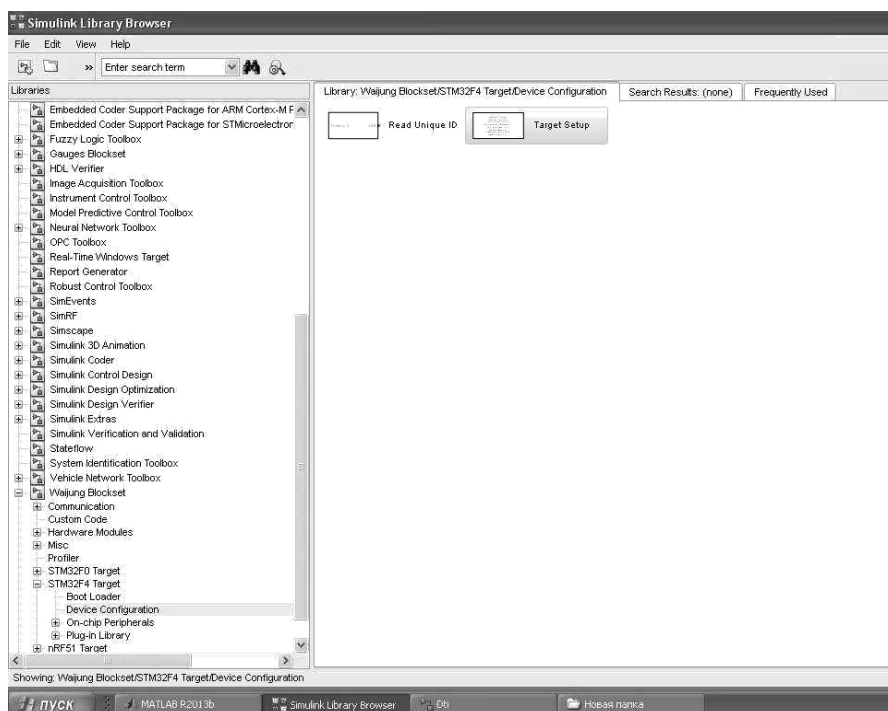 Simulink Library Browser
File Edit View Help
» Enter search term
Libraries
Library: Waijung Blockset/STM32F4 Target/Device Configuration
Search Results: (none)
Frequently Used
Embedded Coder Support Package for ARM Cortex-M P
Embedded Coder Support Package for STMicroelectron
Fuzzy Logic Toolbox
Gauges Blockset
HDL Verifier
Image Acquisition Toolbox
Instrument Control Toolbox
Model Predictive Control Toolbox
Neural Network Toolbox
OPC Toolbox
Real-Time Windows Target
Report Generator
Robust Control Toolbox
SimEvents
SimRF
Simscape
Simulink 3D Animation
Simulink Coder
Simulink Control Design
Simulink Design Optimization
Simulink Design Verifier
Simulink Extras
Simulink Verification and Validation
Stateflow
System Identification Toolbox
Vehicle Network Toolbox
Waijung Blockset
Communication
Custom Code
Hardware Modules
Misc
Profiler
STM32F0 Target
STM32F4 Target
Boot Loader
Device Configuration
On-chip Peripherals
Plug-in Library
nRF51 Target
Read Unique ID
Target Setup
Showing: Waijung Blockset/STM32F4 Target/Device Configuration
пуск
MATLAB R2013b
Simulink Library Browser
Новая папка